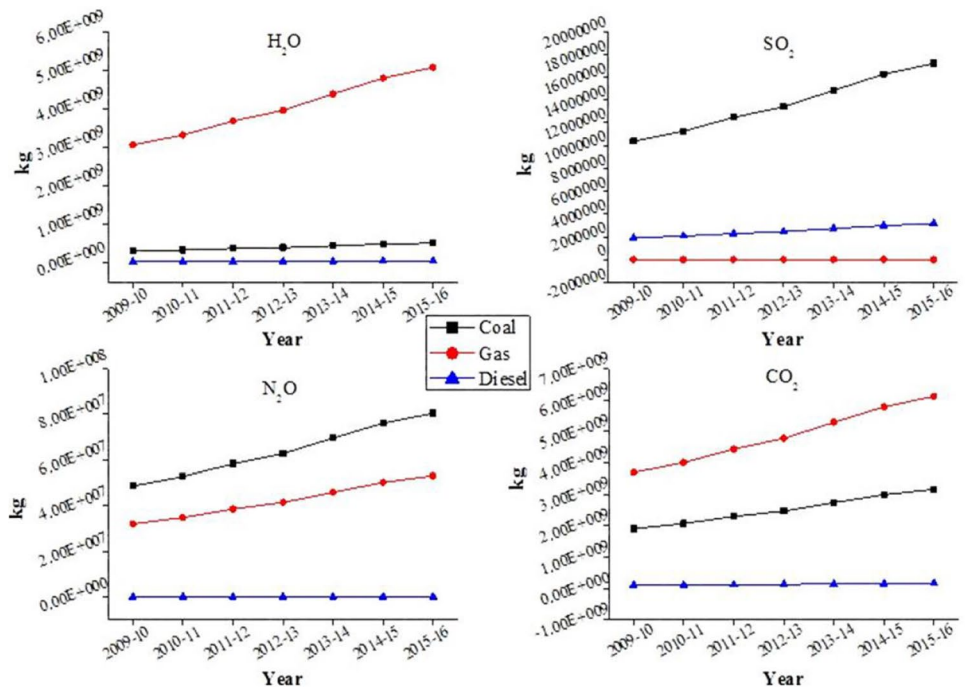 H₂O
kg
6.00E+009
5.00E+009
4.00E+009
3.00E+009
2.00E+009
1.00E+009
0.00E+000
2009-10 2010-11 2011-12 2012-13 2013-14 2014-15 2015-16
Year
SO₂
kg
20000000
18000000
16000000
14000000
12000000
10000000
8000000
6000000
4000000
2000000
0
-2000000
2009-10 2010-11 2011-12 2012-13 2013-14 2014-15 2015-16
Year
Coal
Gas
Diesel
N₂O
kg
1.00E+008
8.00E+007
6.00E+007
4.00E+007
2.00E+007
0.00E+000
2009-10 2010-11 2011-12 2012-13 2013-14 2014-15 2015-16
Year
CO₂
kg
7.00E+009
6.00E+009
5.00E+009
4.00E+009
3.00E+009
2.00E+009
1.00E+009
0.00E+000
-1.00E+009
2009-10 2010-11 2011-12 2012-13 2013-14 2014-15 2015-16
Year